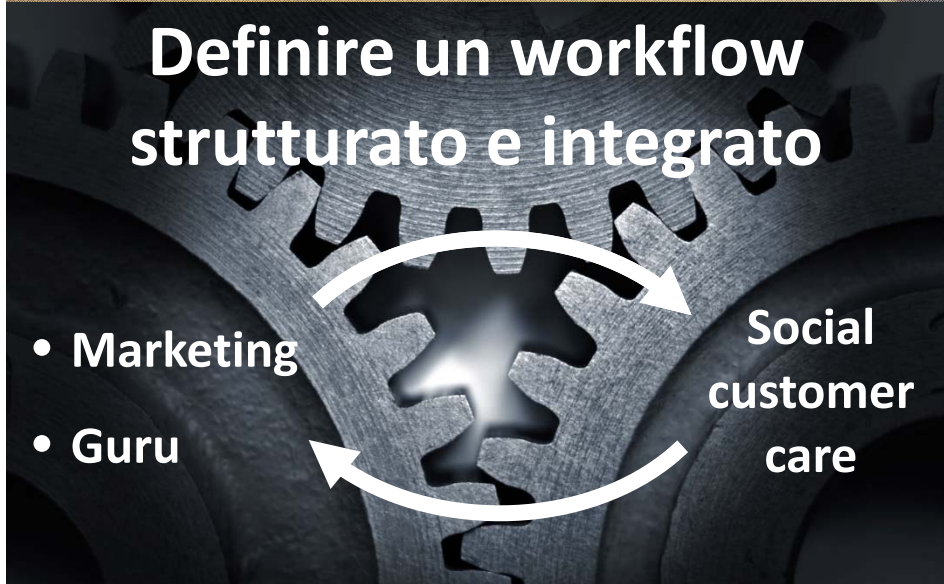 Definire un workflow
strutturato e integrato
• Marketing
• Guru
Social
customer
care